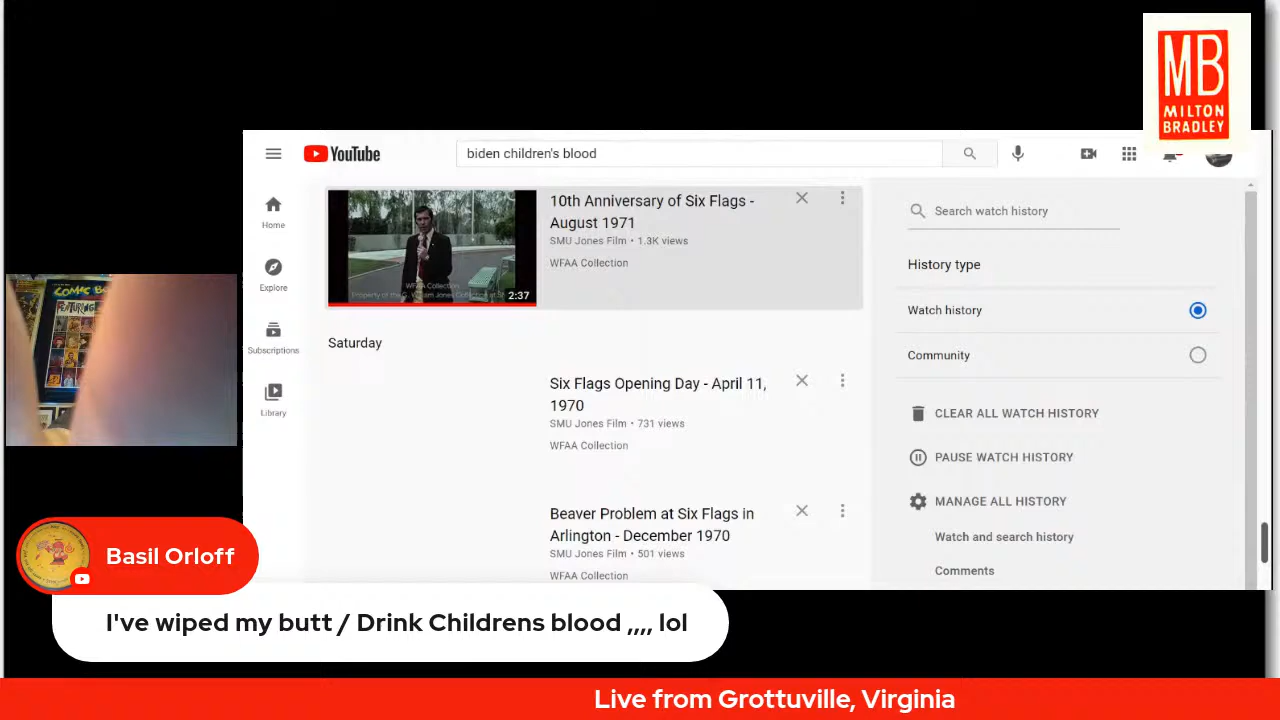 MB
MILTON
BRADLEY
YouTube
biden children's blood
Home
Explore
Subscriptions
Library
10th Anniversary of Six Flags -
August 1971
SMU Jones Film • 1.3K views
WFAA Collection
WFAA Collection
2:37
Saturday
Six Flags Opening Day - April 11,
1970
SMU Jones Film • 731 views
WFAA Collection
Beaver Problem at Six Flags in
Arlington - December 1970
SMU Jones Film • 501 views
WFAA Collection
Search watch history
History type
Watch history
Community
CLEAR ALL WATCH HISTORY
PAUSE WATCH HISTORY
MANAGE ALL HISTORY
Watch and search history
Comments
COMIC
FEATURING
Basil Orloff
I've wiped my butt / Drink Childrens blood ,,,, lol
Live from Grottuville, Virginia